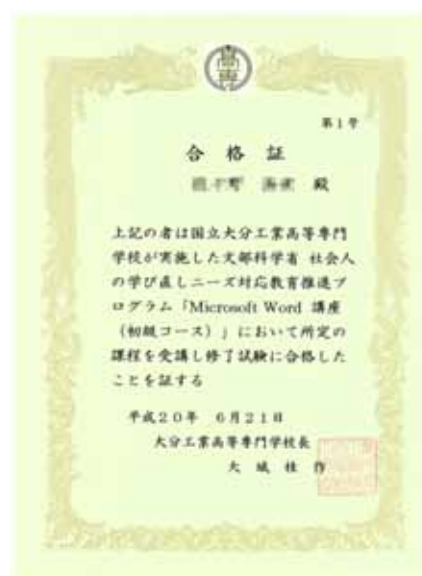 高専
第1号
合格証
殿
上記の者は国立大分工業高等専門
学校が実施した文部科学省 社会人
の学び直しニーズ対応教育推進プ
ログラム「Microsoft Word 講座
(初級コース)」において所定の
課程を受講し修了試験に合格した
ことを証する
平成20年 6月21日
大分工業高等専門学校長
大城桂作